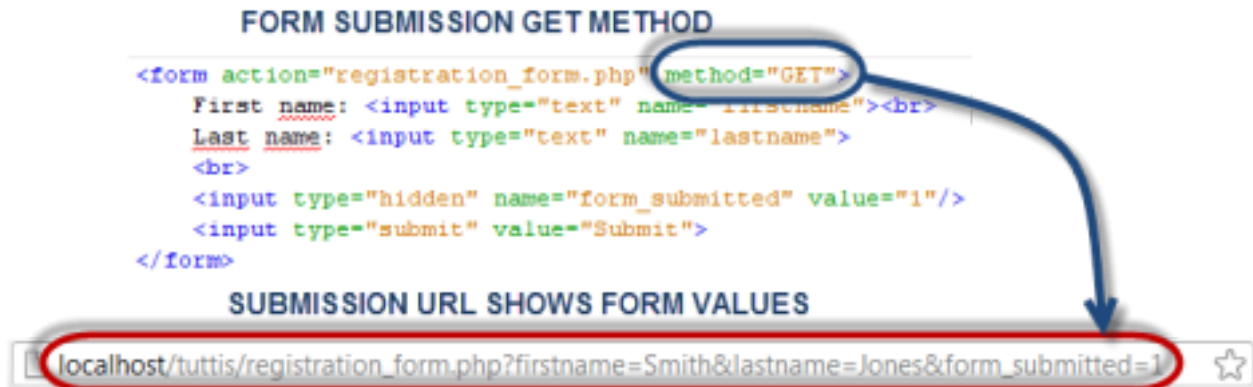 FORM SUBMISSION GET METHOD
<form action="registration_form.php" method="GET">
First name: <input type="text" name="firstname"><br>
Last name: <input type="text" name="lastname">
<br>
<input type="hidden" name="form_submitted" value="1"/>
<input type="submit" value="Submit">
</form>
SUBMISSION URL SHOWS FORM VALUES
localhost/tuttis/registration_form.php?firstname=Smith&lastname=Jones&form_submitted=1